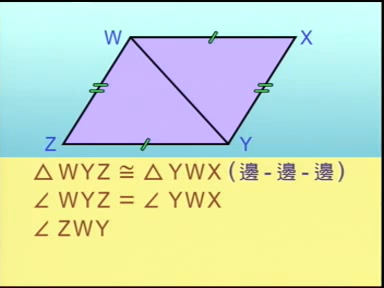 W X
Z Y
△ WYZ ≅ △ YWX (邊-邊-邊)
∠ WYZ = ∠ YWX
∠ ZWY